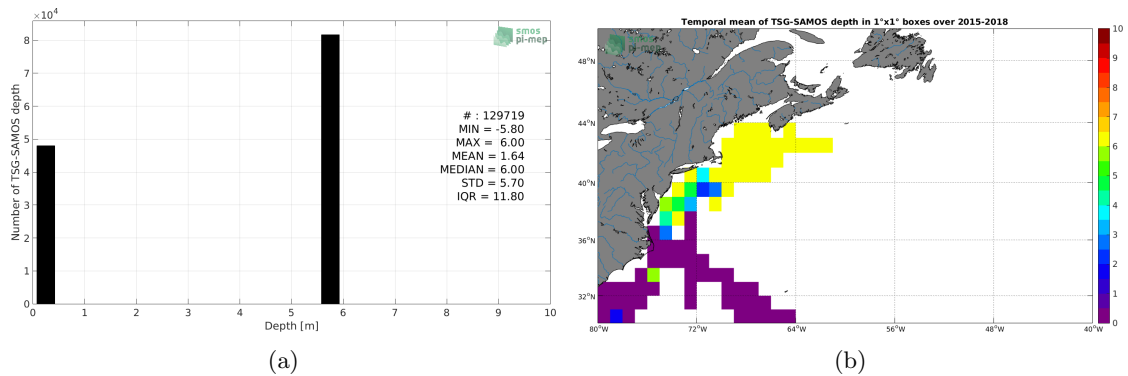 ×10⁴
9
8
7
6
5
4
3
2
1
0
Number of TSG-SAMOS depth
0 1 2 3 4 5 6 7 8 9 10
Depth [m]
smos
pi-mep
# : 129719
MIN = -5.80
MAX = 6.00
MEAN = 1.64
MEDIAN = 6.00
STD = 5.70
IQR = 11.80
(a)
Temporal mean of TSG-SAMOS depth in 1°x1° boxes over 2015-2018
smos
pi-mep
48°N
44°N
40°N
36°N
32°N
80°W 72°W 64°W 56°W 48°W 40°W
10
9
8
7
6
5
4
3
2
1
0
(b)